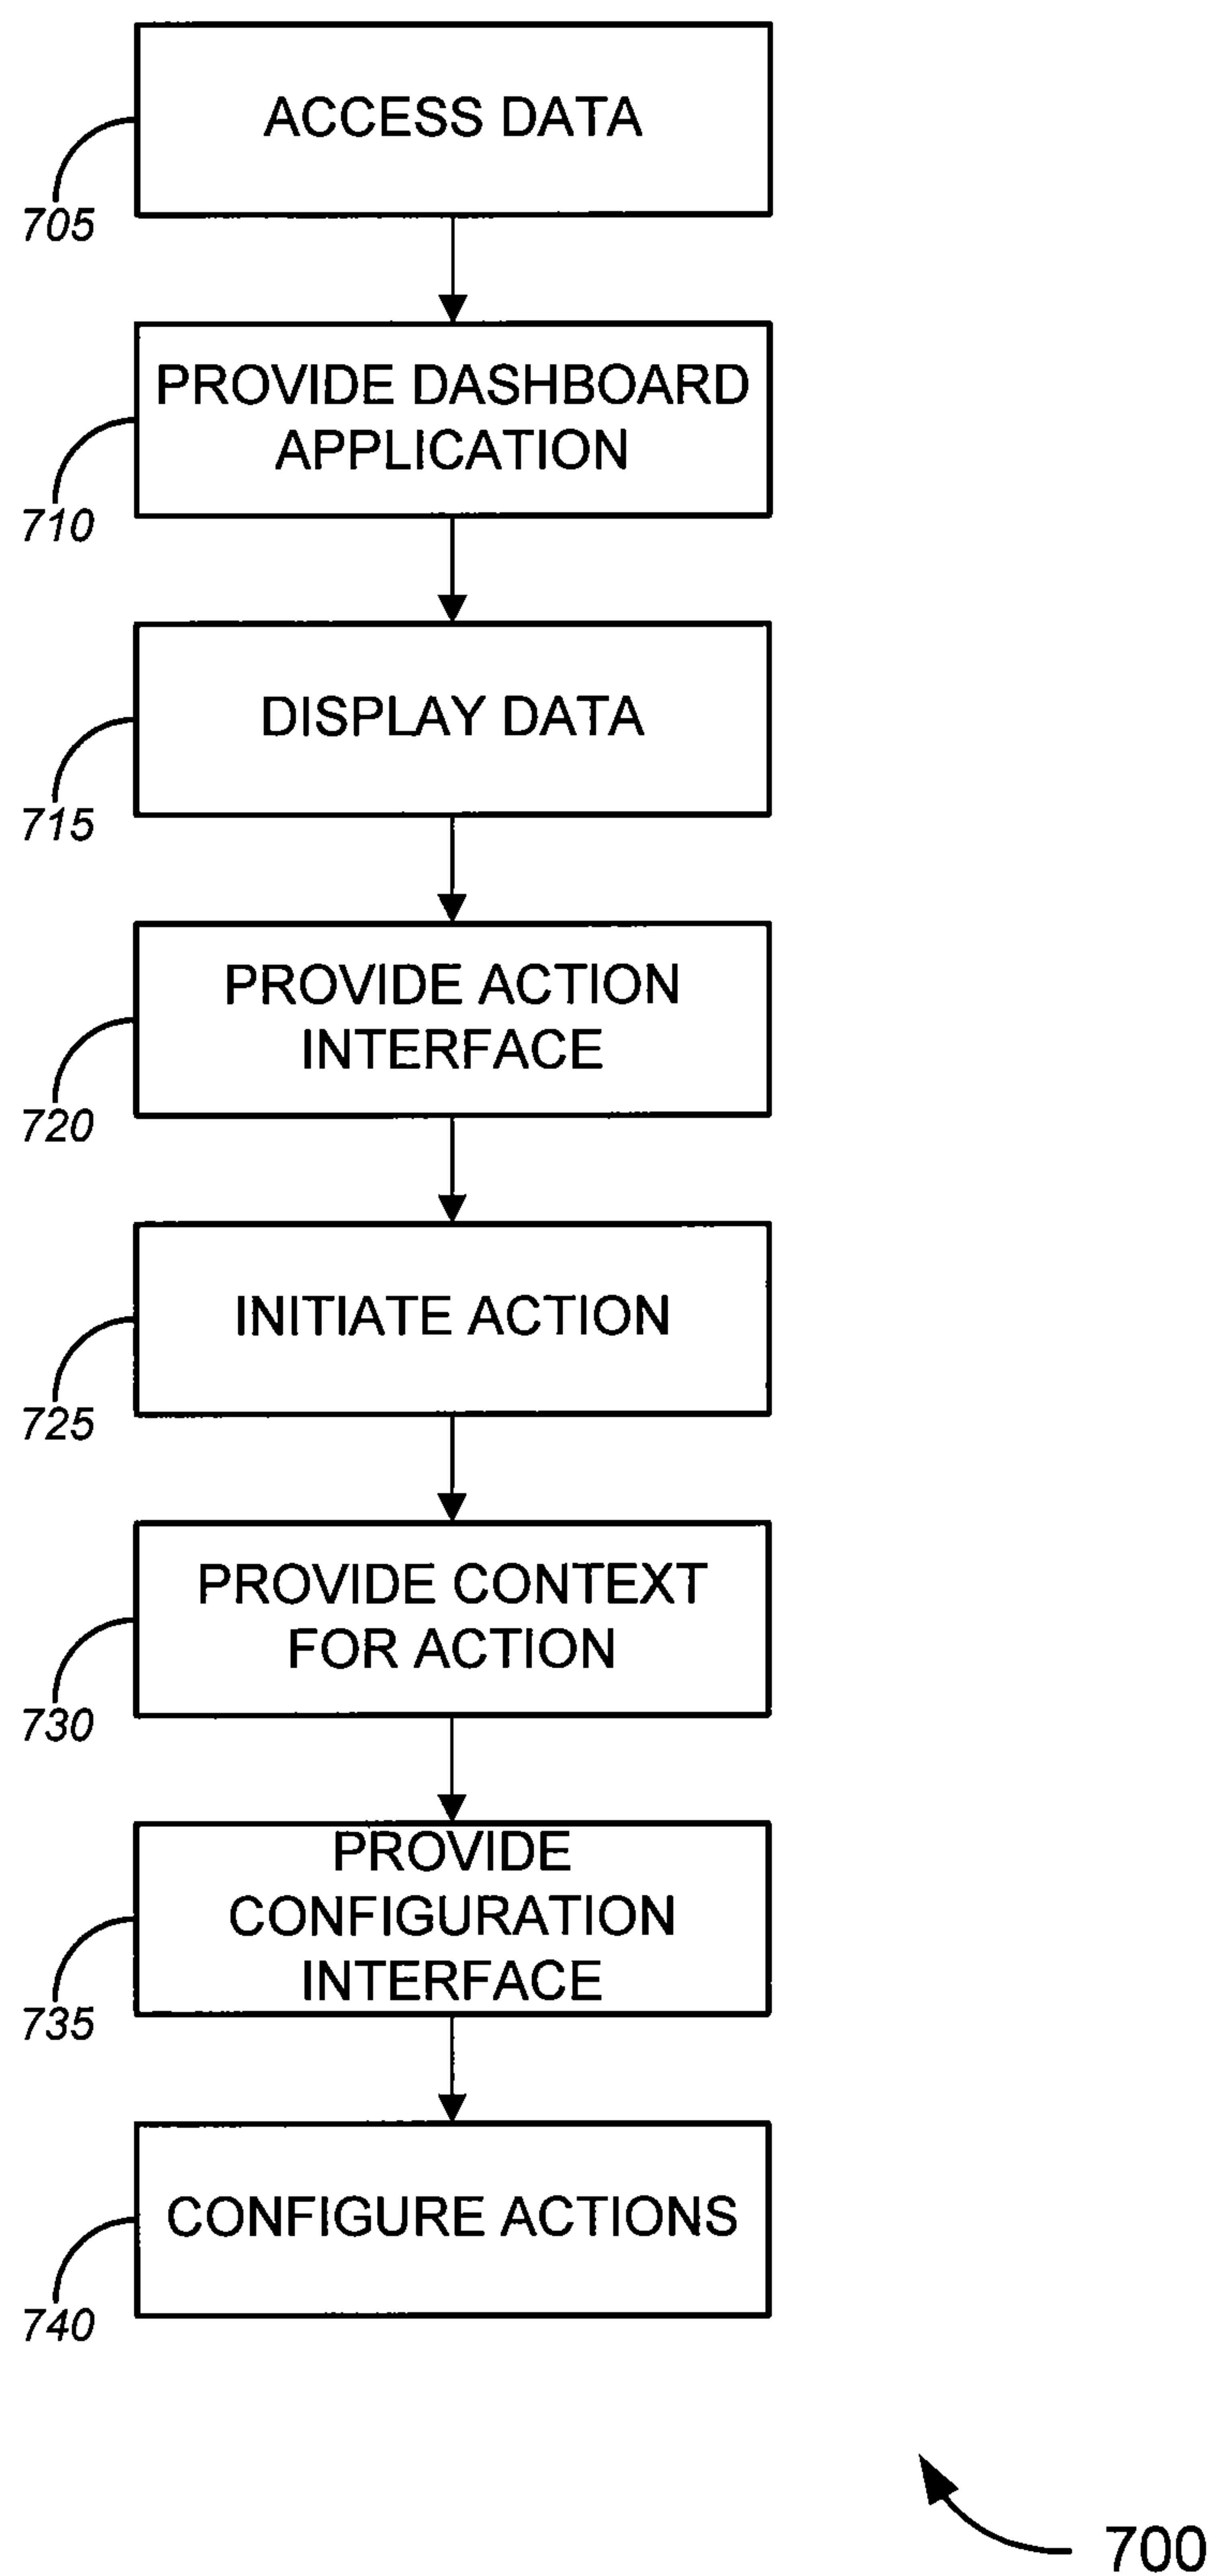 ACCESS DATA
705
PROVIDE DASHBOARD
APPLICATION
710
DISPLAY DATA
715
PROVIDE ACTION
INTERFACE
720
INITIATE ACTION
725
PROVIDE CONTEXT
FOR ACTION
730
PROVIDE
CONFIGURATION
INTERFACE
735
CONFIGURE ACTIONS
740
700